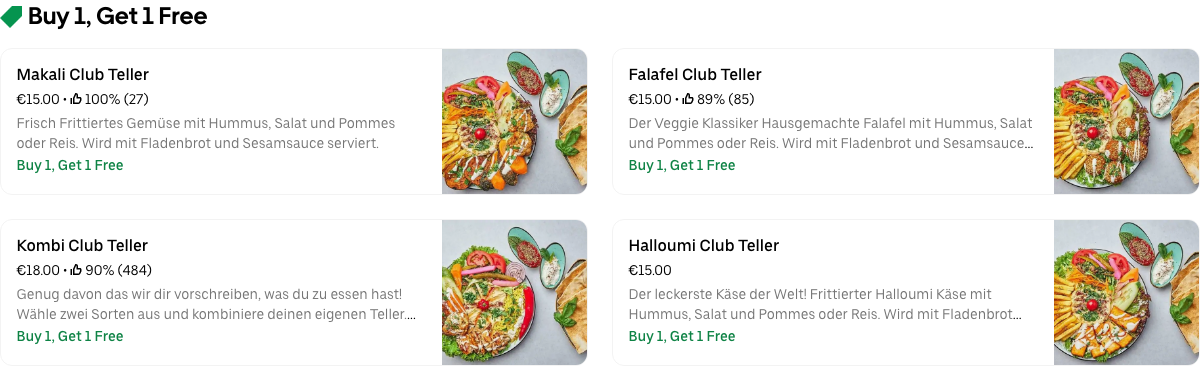 Buy 1, Get 1 Free
Makali Club Teller
€15.00 • 100% (27)
Frisch Frittiertes Gemüse mit Hummus, Salat und Pommes
oder Reis. Wird mit Fladenbrot und Sesamsauce serviert.
Buy 1, Get 1 Free
Falafel Club Teller
€15.00 • 89% (85)
Der Veggie Klassiker Hausgemachte Falafel mit Hummus, Salat
und Pommes oder Reis. Wird mit Fladenbrot und Sesamsauce...
Buy 1, Get 1 Free
Kombi Club Teller
€18.00 • 90% (484)
Genug davon das wir dir vorschreiben, was du zu essen hast!
Wähle zwei Sorten aus und kombiniere deinen eigenen Teller....
Buy 1, Get 1 Free
Halloumi Club Teller
€15.00
Der leckerste Käse der Welt! Frittierter Halloumi Käse mit
Hummus, Salat und Pommes oder Reis. Wird mit Fladenbrot...
Buy 1, Get 1 Free